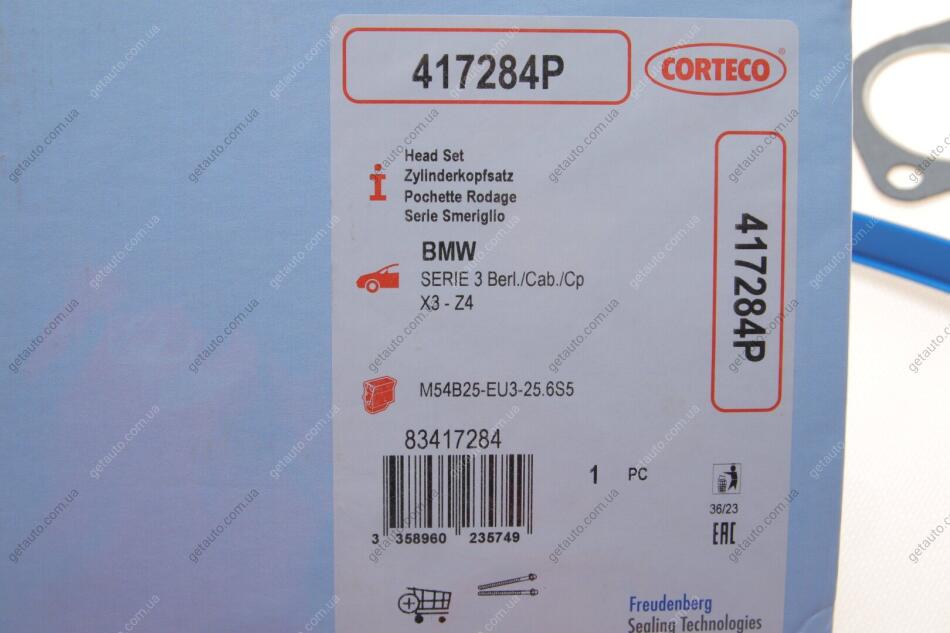 417284P
CORTECO®
Head Set
Zylinderkopfsatz
Pochette Rodage
Serie Smeriglio
417284P
BMW
SERIE 3 Berl./Cab./Cp
X3 - Z4
M54B25-EU3-25.6S5
83417284
1 PC
36/23
EAC
3 358960 235749
Freudenberg
Sealing Technologies
getauto.com.ua